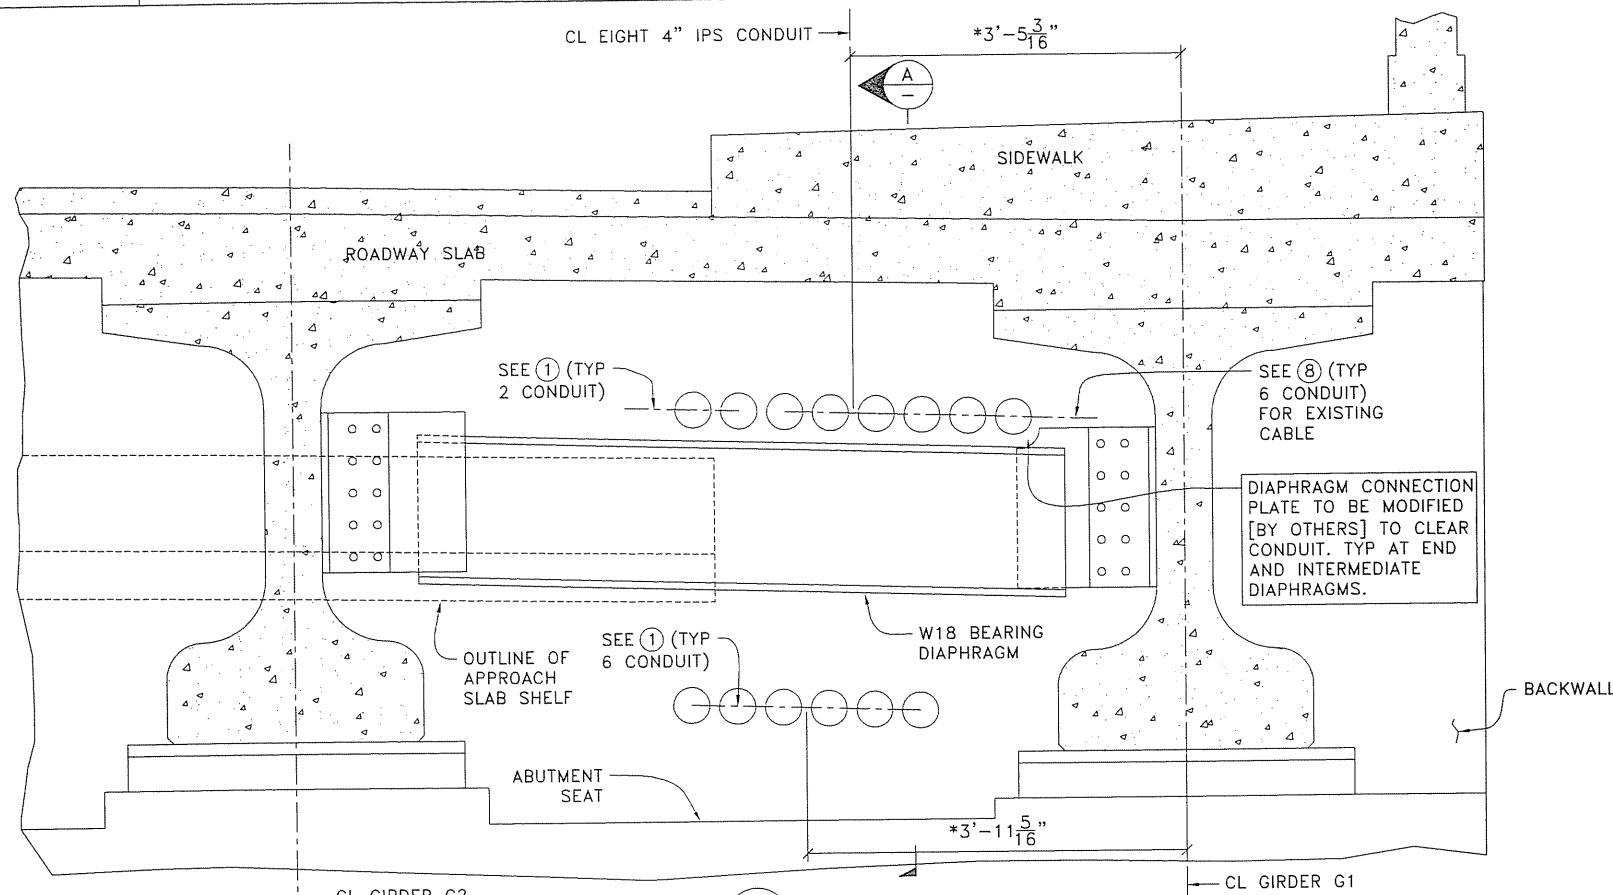 CL EIGHT 4" IPS CONDUIT
*3'-5 3/16"
A
–
SIDEWALK
ROADWAY SLAB
SEE 1 (TYP
2 CONDUIT)
SEE 8 (TYP
6 CONDUIT)
FOR EXISTING
CABLE
DIAPHRAGM CONNECTION
PLATE TO BE MODIFIED
[BY OTHERS] TO CLEAR
CONDUIT. TYP AT END
AND INTERMEDIATE
DIAPHRAGMS.
SEE 1 (TYP
6 CONDUIT)
W18 BEARING
DIAPHRAGM
OUTLINE OF
APPROACH
SLAB SHELF
BACKWALL
ABUTMENT
SEAT
*3'-11 5/16"
CL GIRDER G2
CL GIRDER G1